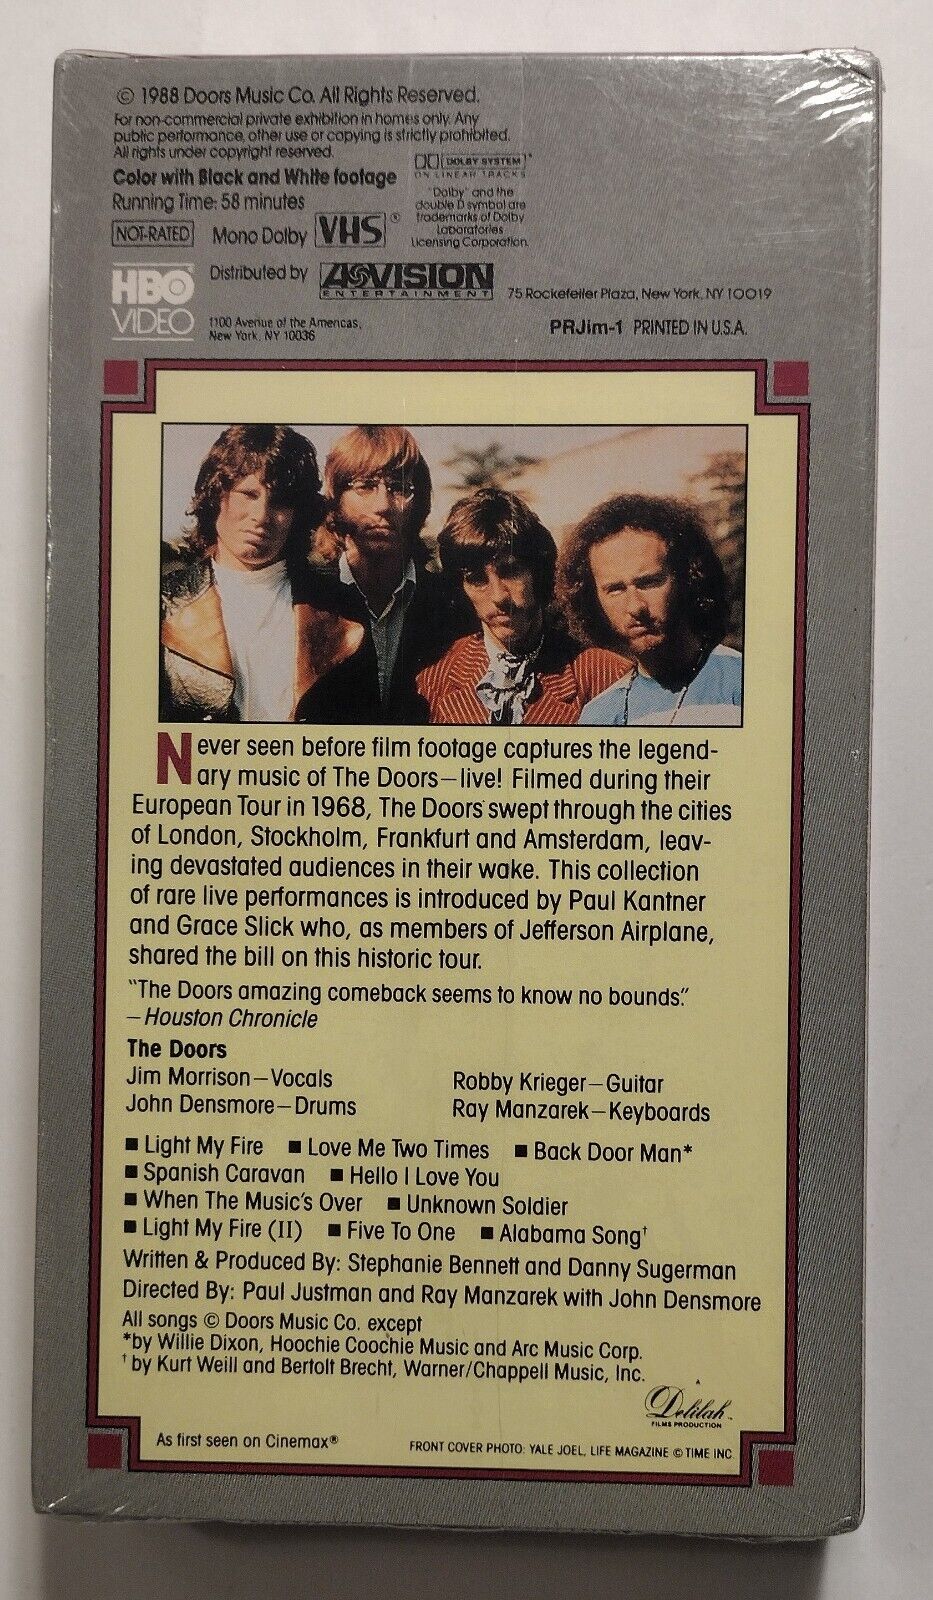 © 1988 Doors Music Co. All Rights Reserved.
For non-commercial private exhibition in homes only. Any
public performance, other use or copying is strictly prohibited.
All rights under copyright reserved.
Color with Black and White footage
Running Time: 58 minutes
NOT-RATED
Mono Dolby
VHS®
DOLBY SYSTEM®
ON LINEAR TRACKS
"Dolby" and the
double D symbol are
trademarks of Dolby
Laboratories
Licensing Corporation.
HBO®
VIDEO
Distributed by
A*VISION
ENTERTAINMENT
75 Rockefeller Plaza, New York, NY 10019
1100 Avenue of the Americas,
New York, NY 10036
PRJim-1 PRINTED IN U.S.A.
Never seen before film footage captures the legend-
ary music of The Doors—live! Filmed during their
European Tour in 1968, The Doors swept through the cities
of London, Stockholm, Frankfurt and Amsterdam, leav-
ing devastated audiences in their wake. This collection
of rare live performances is introduced by Paul Kantner
and Grace Slick who, as members of Jefferson Airplane,
shared the bill on this historic tour.
"The Doors amazing comeback seems to know no bounds."
—Houston Chronicle
The Doors
Jim Morrison—Vocals Robby Krieger—Guitar
John Densmore—Drums Ray Manzarek—Keyboards
■ Light My Fire ■ Love Me Two Times ■ Back Door Man*
■ Spanish Caravan ■ Hello I Love You
■ When The Music's Over ■ Unknown Soldier
■ Light My Fire (II) ■ Five To One ■ Alabama Song†
Written & Produced By: Stephanie Bennett and Danny Sugerman
Directed By: Paul Justman and Ray Manzarek with John Densmore
All songs © Doors Music Co. except
*by Willie Dixon, Hoochie Coochie Music and Arc Music Corp.
†by Kurt Weill and Bertolt Brecht, Warner/Chappell Music, Inc.
Delilah
FILMS PRODUCTION
As first seen on Cinemax®
FRONT COVER PHOTO: YALE JOEL, LIFE MAGAZINE © TIME INC.